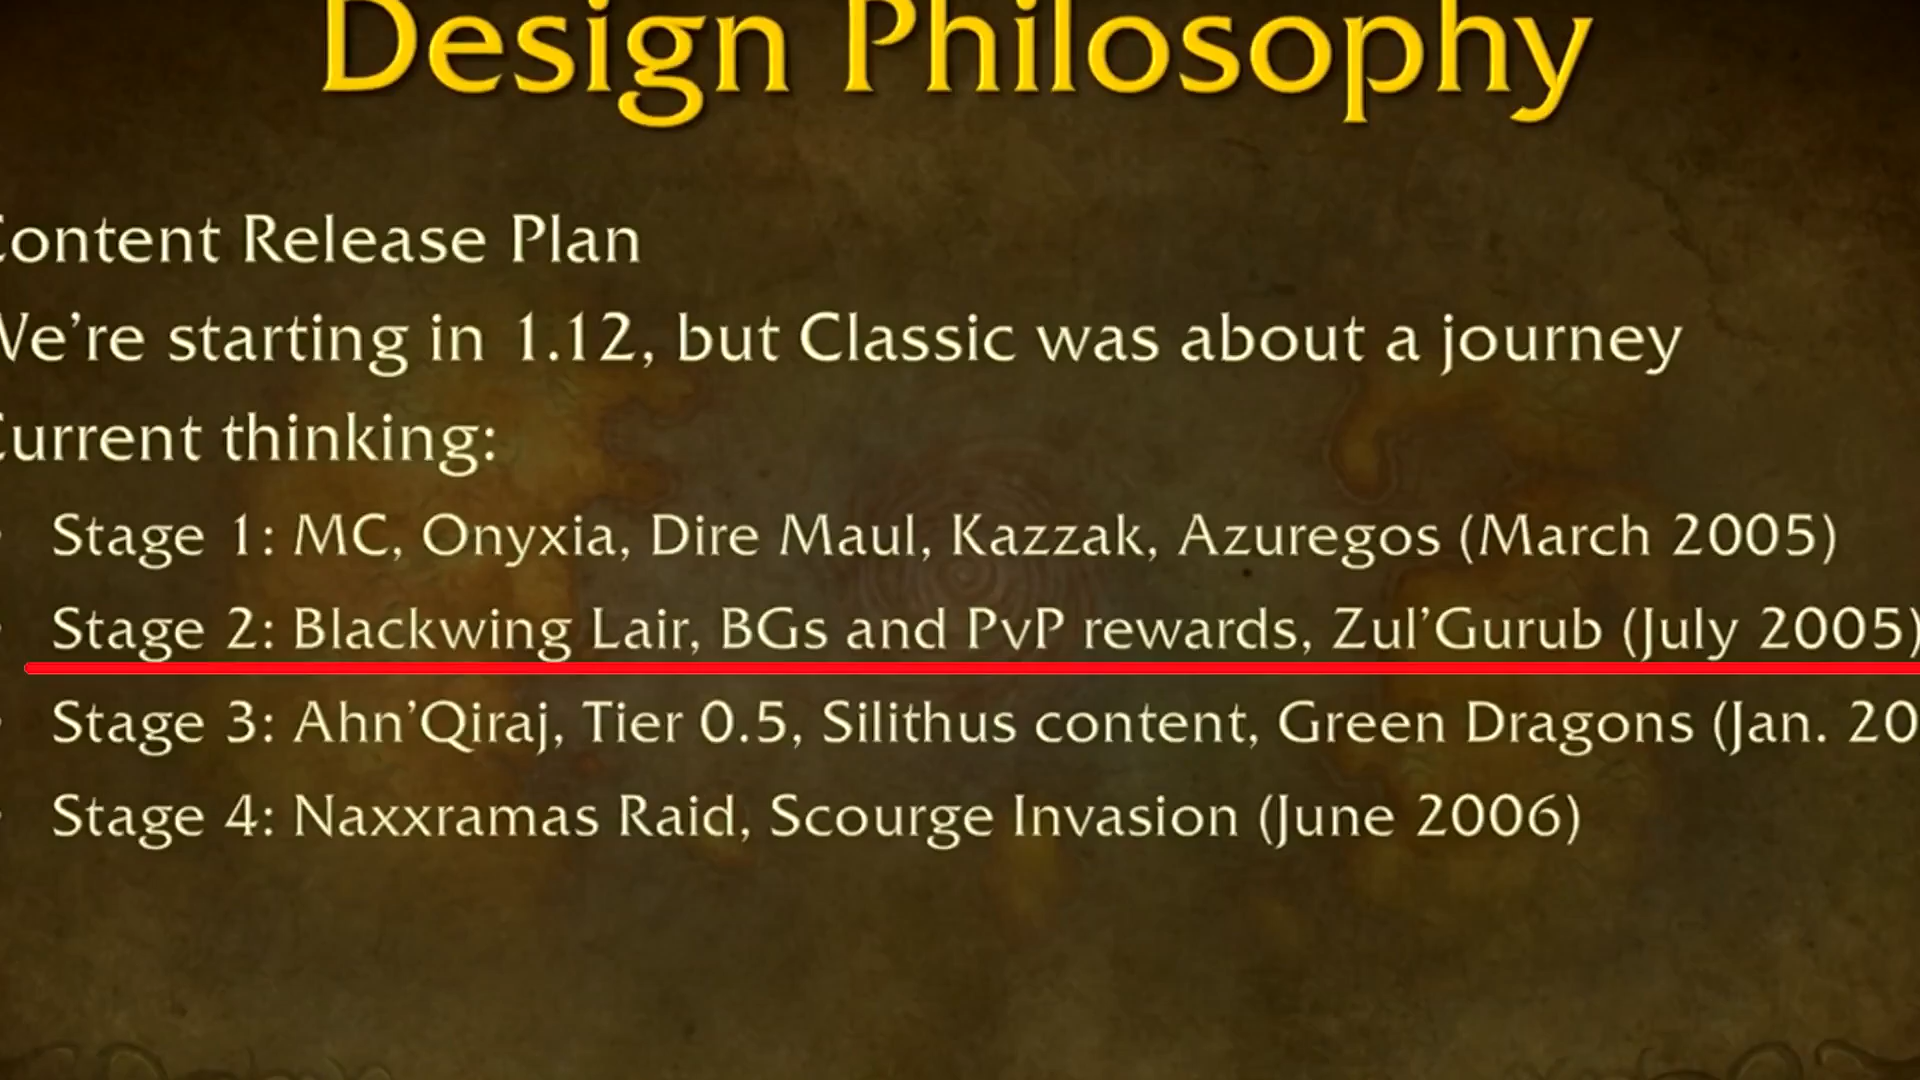 Design Philosophy
Content Release Plan
We're starting in 1.12, but Classic was about a journey
Current thinking:
Stage 1: MC, Onyxia, Dire Maul, Kazzak, Azuregos (March 2005)
Stage 2: Blackwing Lair, BGs and PvP rewards, Zul'Gurub (July 2005)
Stage 3: Ahn'Qiraj, Tier 0.5, Silithus content, Green Dragons (Jan. 20
Stage 4: Naxxramas Raid, Scourge Invasion (June 2006)